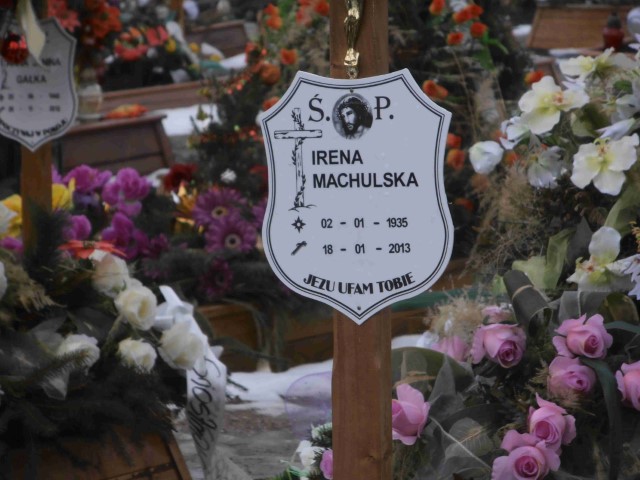 Ś. P.
IRENA
MACHULSKA
02 - 01 - 1935
18 - 01 - 2013
JEZU UFAM TOBIE
GAŁKA